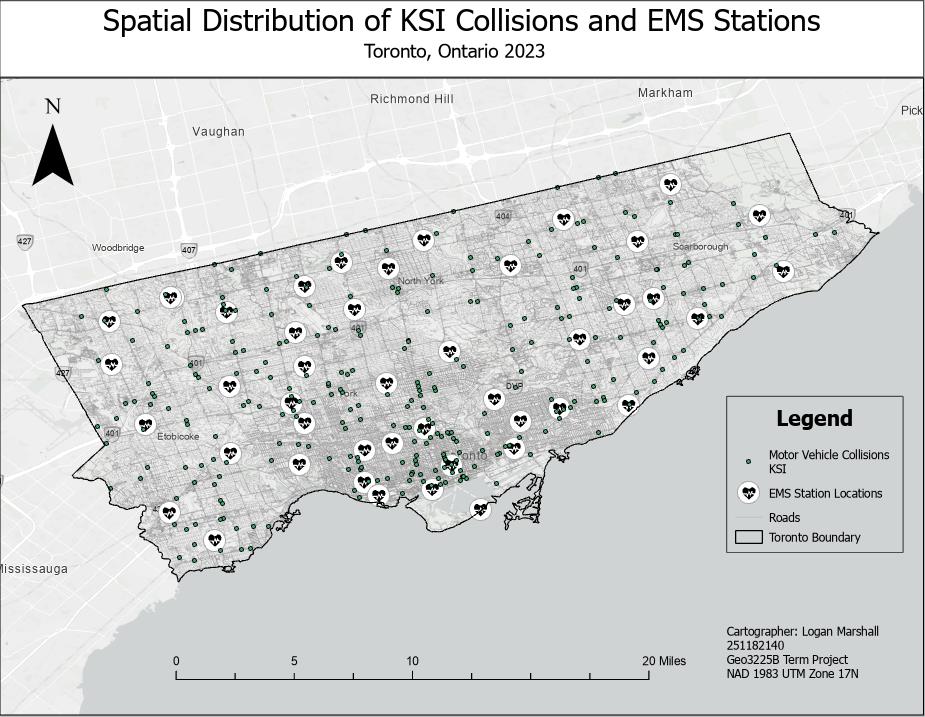 Spatial Distribution of KSI Collisions and EMS Stations
Toronto, Ontario 2023
N
Richmond Hill
Markham
Vaughan
Pick
427
Woodbridge
407
404
401
Scarborough
North York
401
401
427
401
DVP
York
401
Etobicoke
onto
Mississauga
Legend
Motor Vehicle Collisions
KSI
EMS Station Locations
Roads
Toronto Boundary
Cartographer: Logan Marshall
251182140
Geo3225B Term Project
NAD 1983 UTM Zone 17N
0 5 10 20 Miles